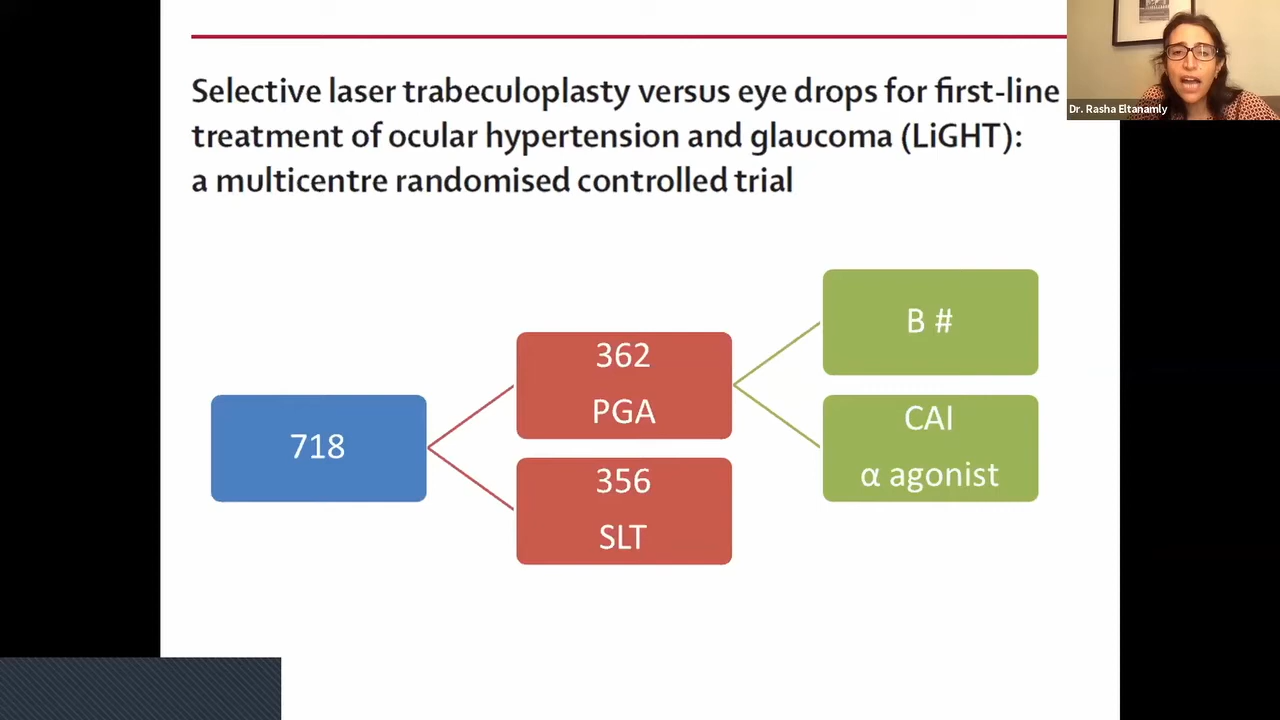 Selective laser trabeculoplasty versus eye drops for first-line
treatment of ocular hypertension and glaucoma (LiGHT):
a multicentre randomised controlled trial
Dr. Rasha Eltanamly
718
362
PGA
356
SLT
B #
CAI
α agonist